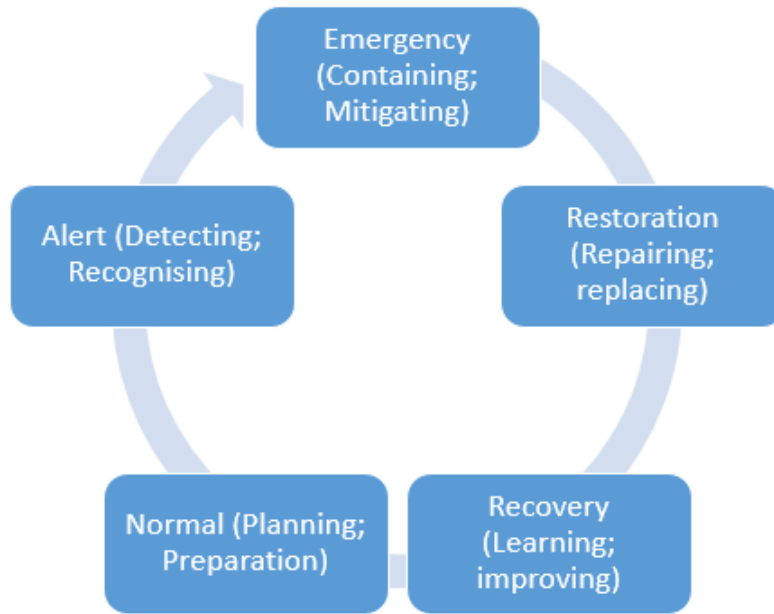 Emergency
(Containing;
Mitigating)
Restoration
(Repairing;
replacing)
Recovery
(Learning;
improving)
Normal (Planning;
Preparation)
Alert (Detecting;
Recognising)